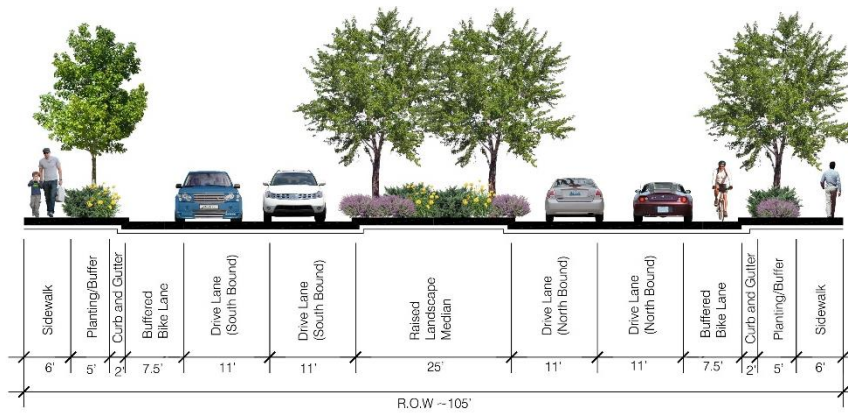 Sidewalk
Planting/Buffer
Curb and Gutter
Buffered
Bike Lane
Drive Lane
(South Bound)
Drive Lane
(South Bound)
Raised
Landscape
Median
Drive Lane
(North Bound)
Drive Lane
(North Bound)
Buffered
Bike Lane
Curb and Gutter
Planting/Buffer
Sidewalk
6' 5' 2' 7.5' 11' 11' 25' 11' 11' 7.5' 2' 5' 6'
R.O.W ~105'